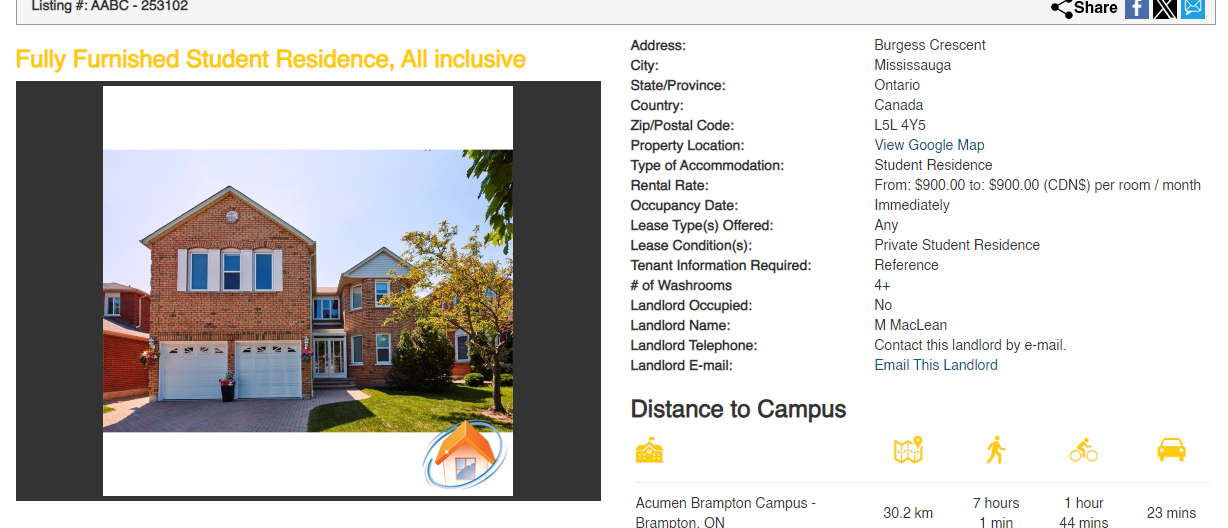 Listing #: AABC - 253102
Share
Fully Furnished Student Residence, All inclusive
Address: Burgess Crescent
City: Mississauga
State/Province: Ontario
Country: Canada
Zip/Postal Code: L5L 4Y5
Property Location: View Google Map
Type of Accommodation: Student Residence
Rental Rate: From: $900.00 to: $900.00 (CDN$) per room / month
Occupancy Date: Immediately
Lease Type(s) Offered: Any
Lease Condition(s): Private Student Residence
Tenant Information Required: Reference
# of Washrooms 4+
Landlord Occupied: No
Landlord Name: M MacLean
Landlord Telephone: Contact this landlord by e-mail.
Landlord E-mail: Email This Landlord
Distance to Campus
Acumen Brampton Campus -
Brampton, ON
30.2 km
7 hours
1 min
1 hour
44 mins
23 mins